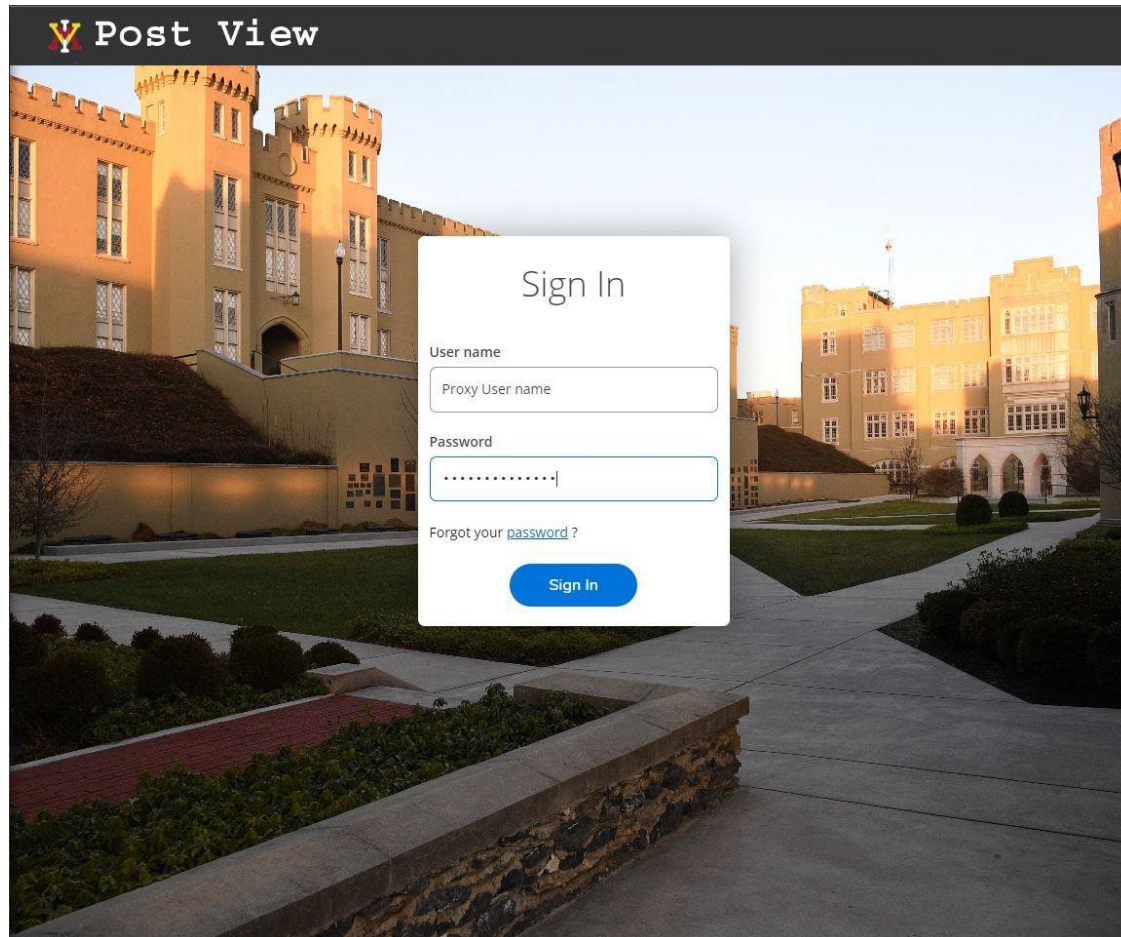 Post View
Sign In
User name
Proxy User name
Password
••••••••••••••
Forgot your password ?
Sign In